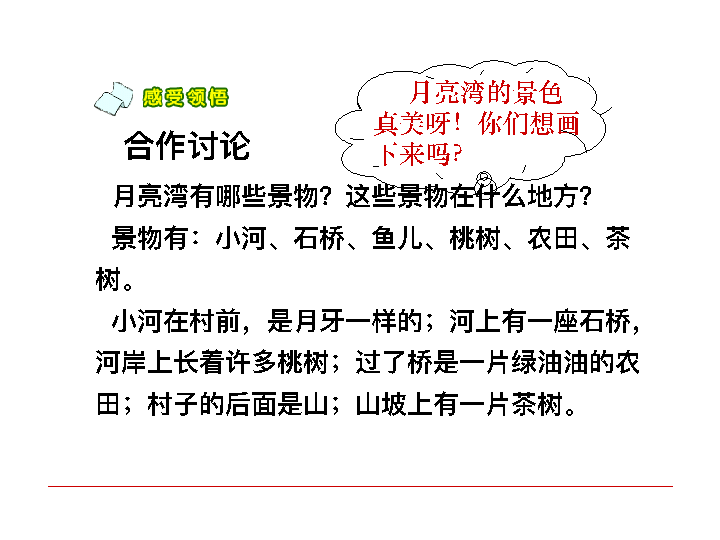 感受领悟
月亮湾的景色
真美呀！你们想画
下来吗？
合作讨论
月亮湾有哪些景物？这些景物在什么地方？
景物有：小河、石桥、鱼儿、桃树、农田、茶
树。
小河在村前，是月牙一样的；河上有一座石桥，
河岸上长着许多桃树；过了桥是一片绿油油的农
田；村子的后面是山；山坡上有一片茶树。